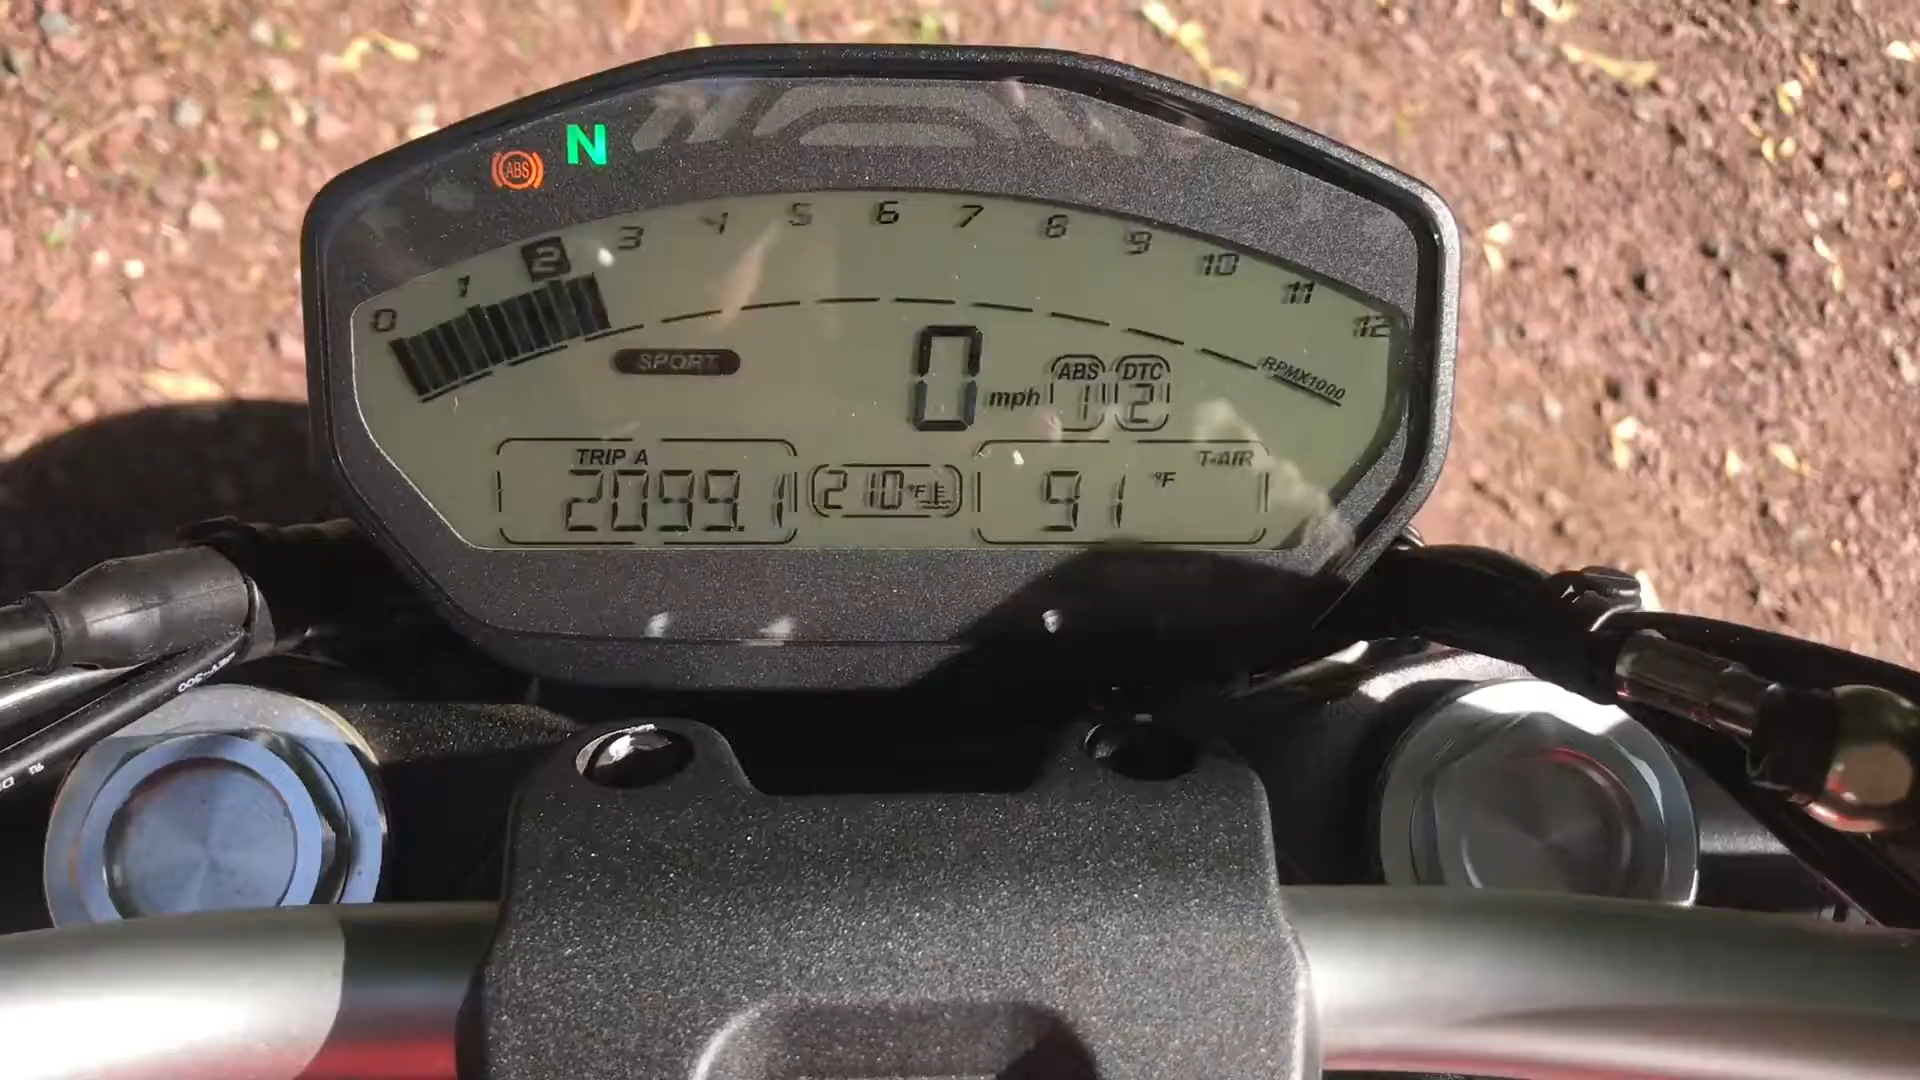 N
ABS
0 1 2 3 4 5 6 7 8 9 10 11 12
RPMX1000
SPORT
0 mph
ABS 1
DTC 2
TRIP A
2099.1
210°F
T-AIR
91 °F